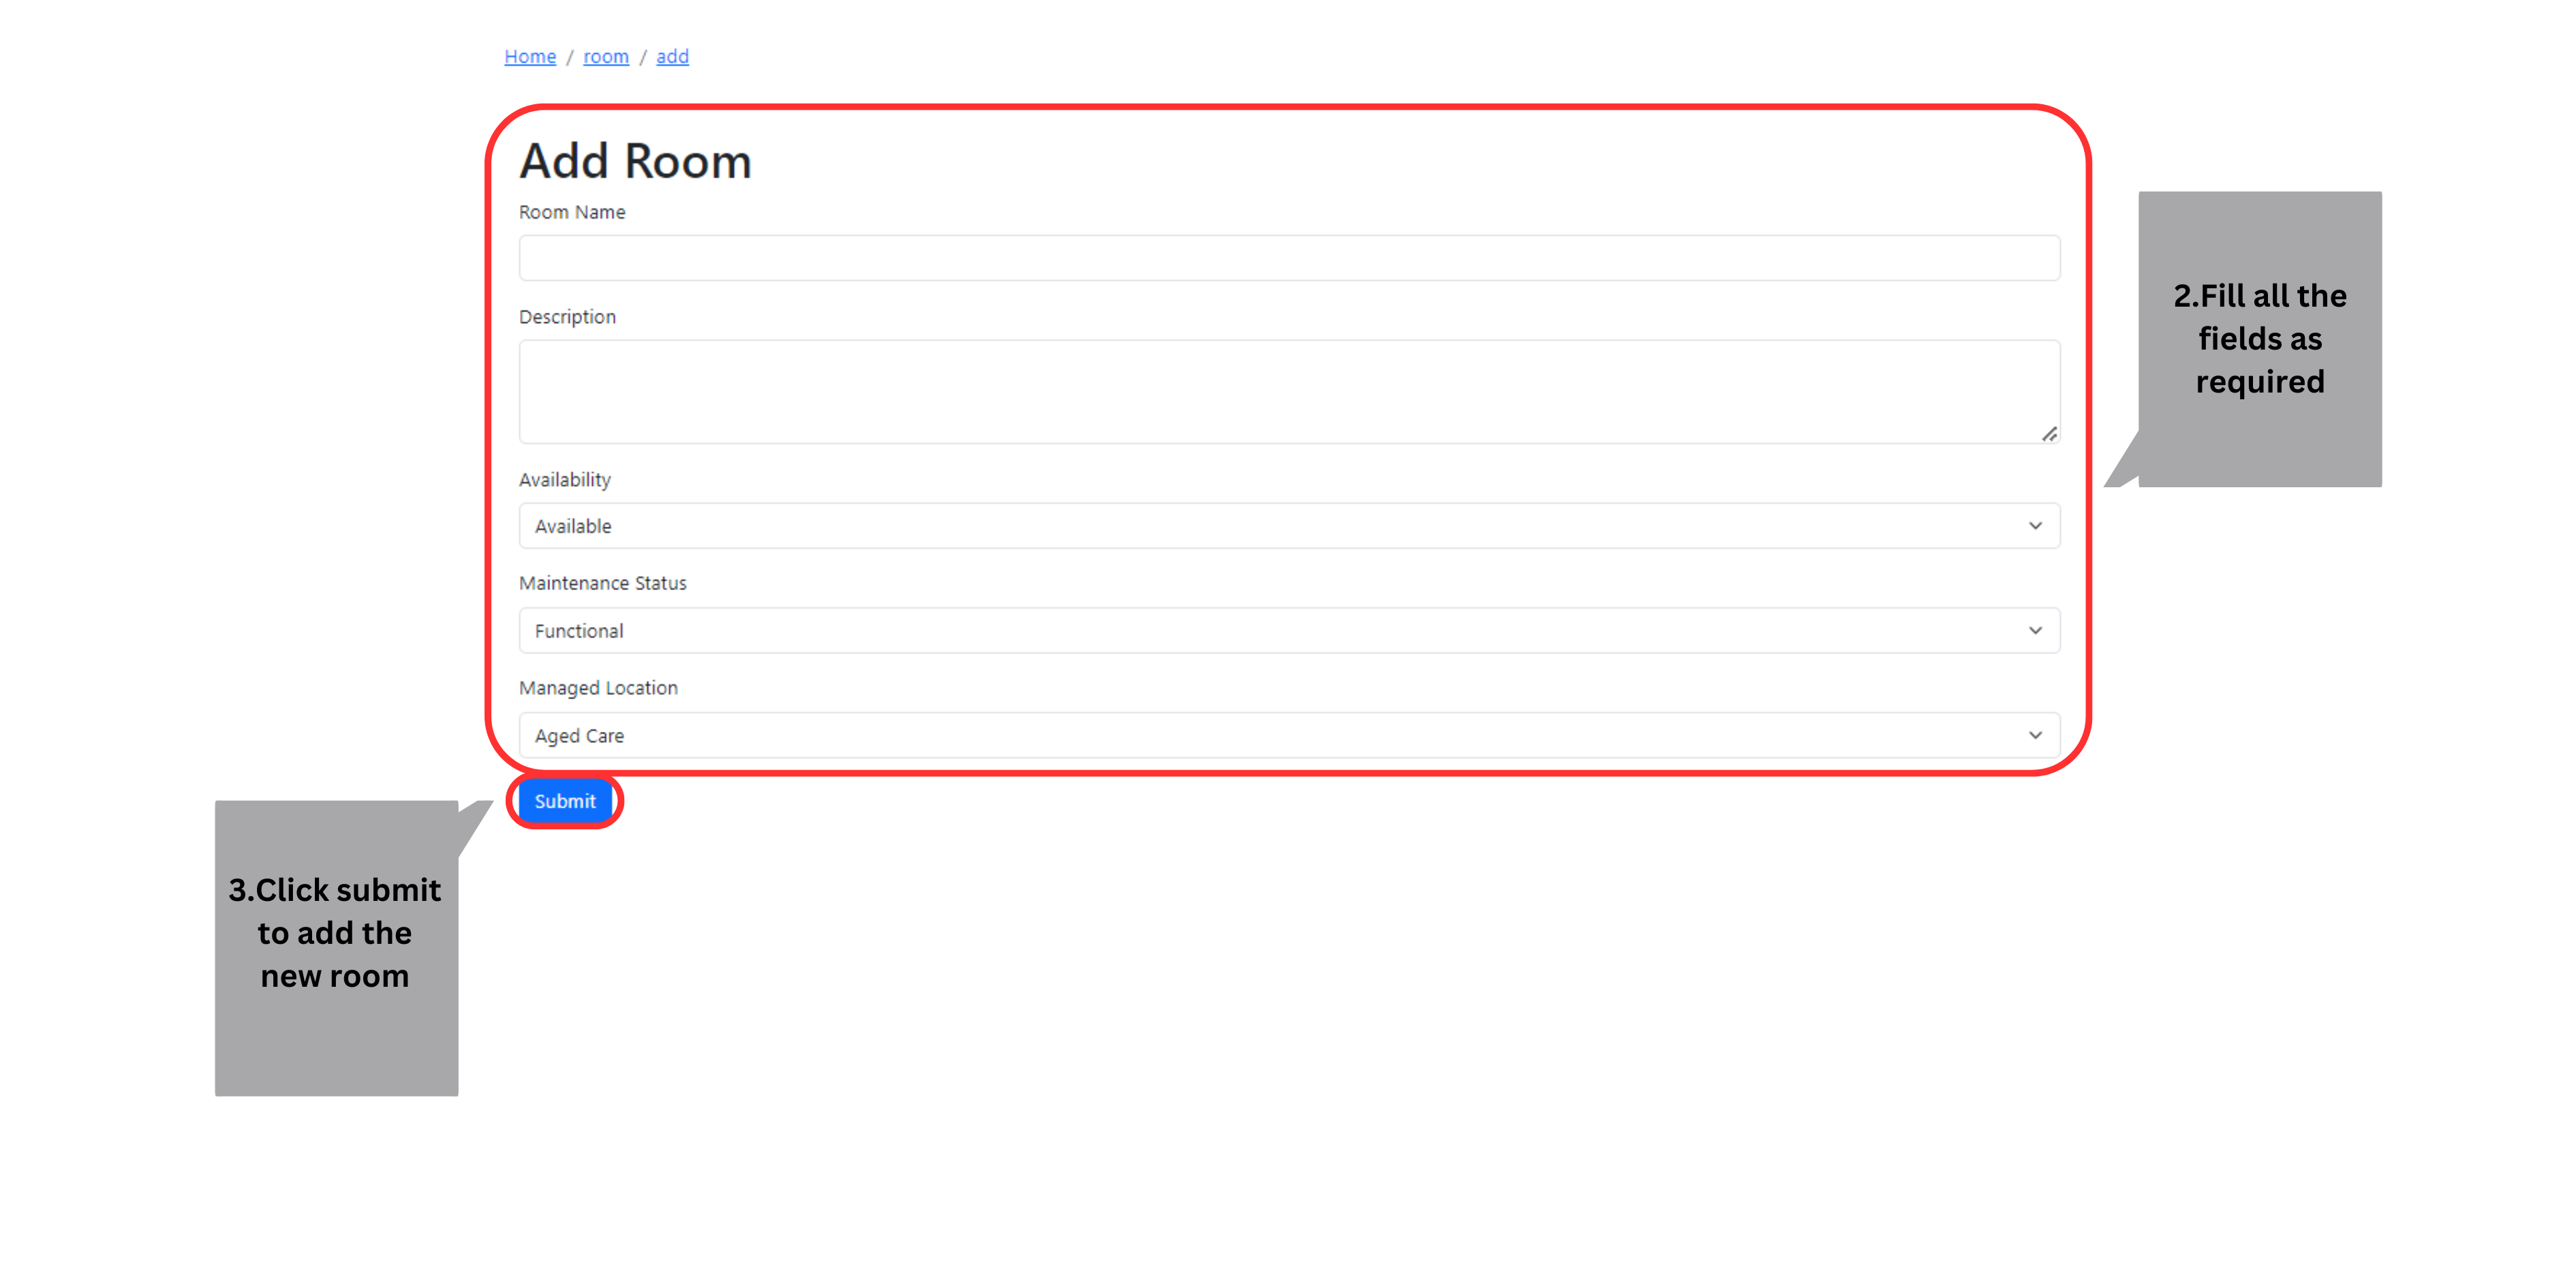 Home / room / add
Add Room
Room Name
Description
Availability
Available
Maintenance Status
Functional
Managed Location
Aged Care
Submit
2.Fill all the
fields as
required
3.Click submit
to add the
new room